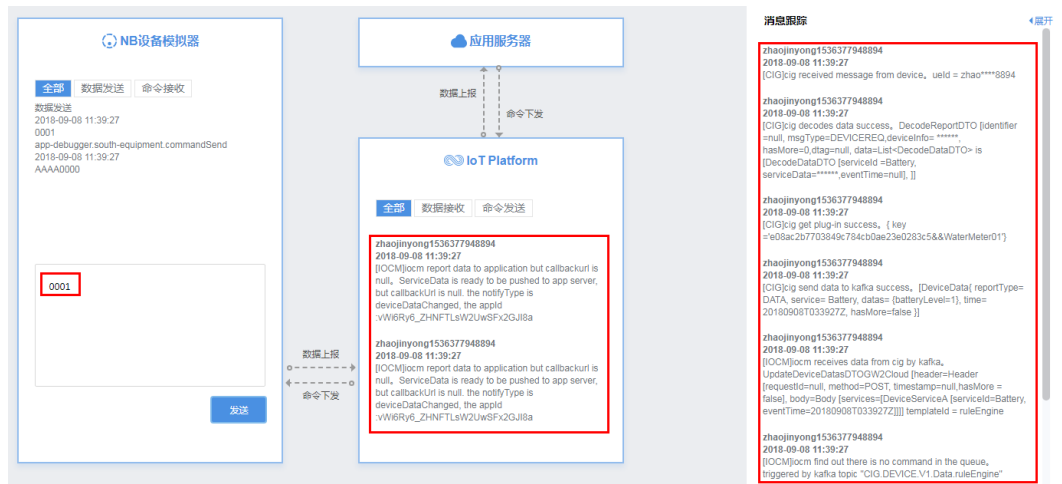 NB设备模拟器
全部 数据发送 命令接收
数据发送
2018-09-08 11:39:27
0001
app-debugger.south-equipment.commandSend
2018-09-08 11:39:27
AAAA0000
0001
发送
数据上报
命令下发
应用服务器
数据上报
命令下发
IoT Platform
全部 数据接收 命令发送
zhaojinyong1536377948894
2018-09-08 11:39:27
[IOCM]iocm report data to application but callbackurl is
null。ServiceData is ready to be pushed to app server,
but callbackUrl is null. the notifyType is
deviceDataChanged, the appId
:vWi6Ry6_ZHNFTLsW2UwSFx2GJI8a
zhaojinyong1536377948894
2018-09-08 11:39:27
[IOCM]iocm report data to application but callbackurl is
null。ServiceData is ready to be pushed to app server,
but callbackUrl is null. the notifyType is
deviceDataChanged, the appId
:vWi6Ry6_ZHNFTLsW2UwSFx2GJI8a
消息跟踪
展开
zhaojinyong1536377948894
2018-09-08 11:39:27
[CIG]cig received message from device。ueId = zhao****8894
zhaojinyong1536377948894
2018-09-08 11:39:27
[CIG]cig decodes data success。DecodeReportDTO [identifier
=null, msgType=DEVICEREQ,deviceInfo= ******,
hasMore=0,dtag=null, data=List<DecodeDataDTO> is
[DecodeDataDTO [serviceId =Battery,
serviceData=******,eventTime=null], ]]
zhaojinyong1536377948894
2018-09-08 11:39:27
[CIG]cig get plug-in success。{ key
='e08ac2b7703849c784cb0ae23e0283c5&&WaterMeter01'}
zhaojinyong1536377948894
2018-09-08 11:39:27
[CIG]cig send data to kafka success。[DeviceData{ reportType=
DATA, service= Battery, datas= {batteryLevel=1}, time=
20180908T033927Z, hasMore=false }]
zhaojinyong1536377948894
2018-09-08 11:39:27
[IOCM]iocm receives data from cig by kafka。
UpdateDeviceDatasDTOGW2Cloud [header=Header
[requestId=null, method=POST, timestamp=null,hasMore =
false], body=Body [services=[DeviceServiceA [serviceId=Battery,
eventTime=20180908T033927Z]]]] templateId = ruleEngine
zhaojinyong1536377948894
2018-09-08 11:39:27
[IOCM]iocm find out there is no command in the queue。
triggered by kafka topic "CIG.DEVICE.V1.Data.ruleEngine"